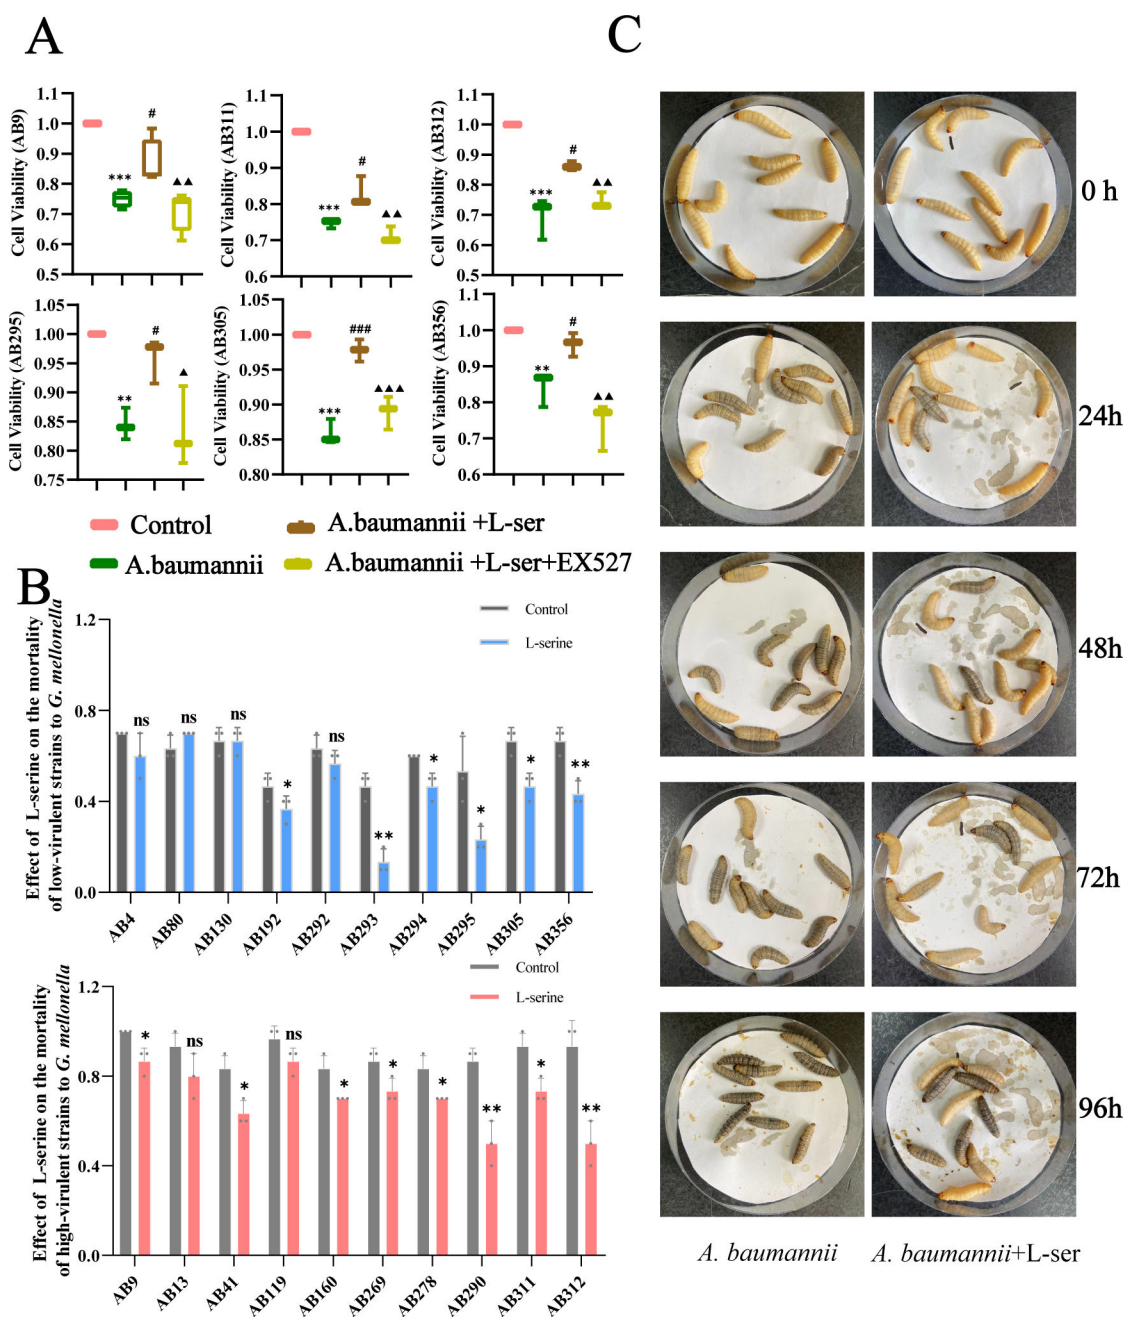 A
C
Cell Viability (AB9)
1.1
1.0
0.9
0.8
0.7
0.6
0.5
***
#
▲▲
Cell Viability (AB311)
1.1
1.0
0.9
0.8
0.7
0.6
***
#
▲▲
Cell Viability (AB312)
1.1
1.0
0.9
0.8
0.7
0.6
0.5
***
#
▲▲
Cell Viability (AB295)
1.05
1.00
0.95
0.90
0.85
0.80
0.75
**
#
▲
Cell Viability (AB305)
1.05
1.00
0.95
0.90
0.85
0.80
***
###
▲▲▲
Cell Viability (AB356)
1.1
1.0
0.9
0.8
0.7
0.6
**
#
▲▲
Control
A.baumannii +L-ser
A.baumannii
A.baumannii +L-ser+EX527
B
Effect of L-serine on the mortality
of low-virulent strains to G. mellonella
1.2
0.8
0.4
0.0
Control
L-serine
ns
ns
ns
*
ns
**
*
*
*
**
AB4
AB80
AB130
AB192
AB292
AB293
AB294
AB295
AB305
AB356
Effect of L-serine on the mortality
of high-virulent strains to G. mellonella
1.2
0.8
0.4
0.0
Control
L-serine
*
ns
*
ns
*
*
*
**
*
**
AB9
AB13
AB41
AB119
AB160
AB269
AB278
AB290
AB311
AB312
0 h
24h
48h
72h
96h
A. baumannii
A. baumannii+L-ser